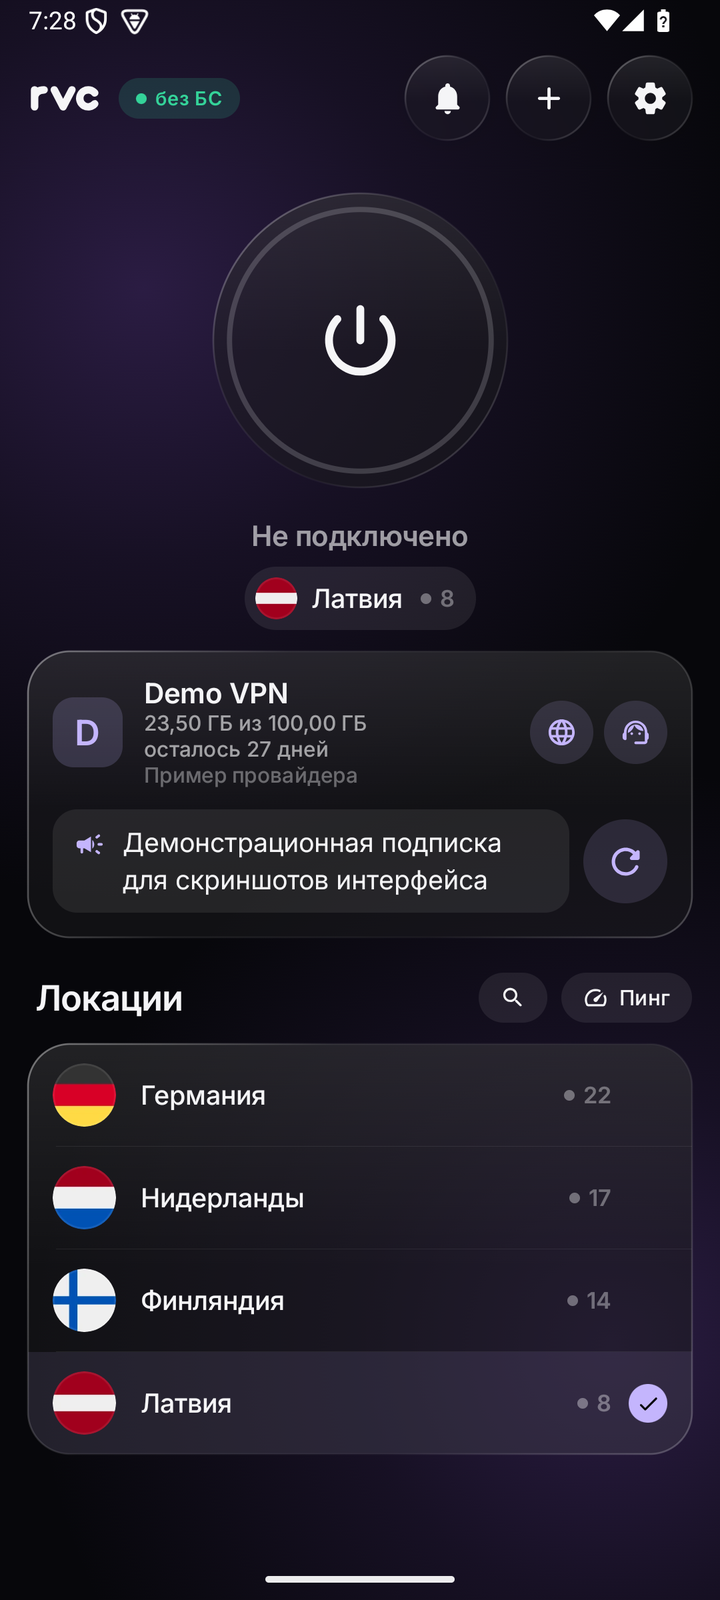 7:28
rvc
без БС
Не подключено
Латвия 8
D
Demo VPN
23,50 ГБ из 100,00 ГБ
осталось 27 дней
Пример провайдера
Демонстрационная подписка
для скриншотов интерфейса
Локации
Пинг
Германия 22
Нидерланды 17
Финляндия 14
Латвия 8